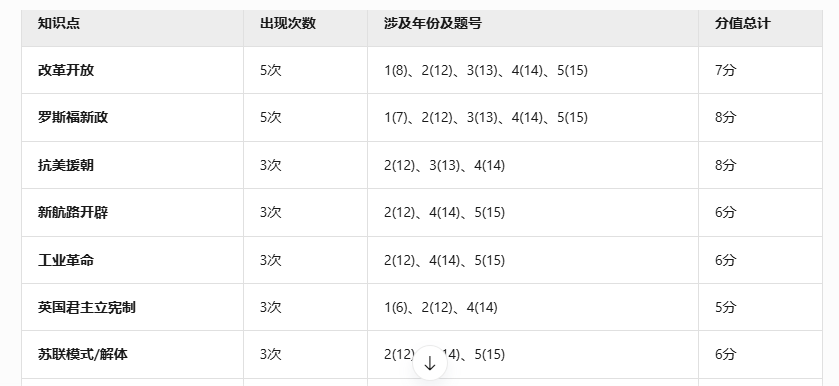 知识点 出现次数 涉及年份及题号 分值总计
改革开放 5次 1(8)、2(12)、3(13)、4(14)、5(15) 7分
罗斯福新政 5次 1(7)、2(12)、3(13)、4(14)、5(15) 8分
抗美援朝 3次 2(12)、3(13)、4(14) 8分
新航路开辟 3次 2(12)、4(14)、5(15) 6分
工业革命 3次 2(12)、4(14)、5(15) 6分
英国君主立宪制 3次 1(6)、2(12)、4(14) 5分
苏联模式/解体 3次 2(12) 14)、5(15) 6分